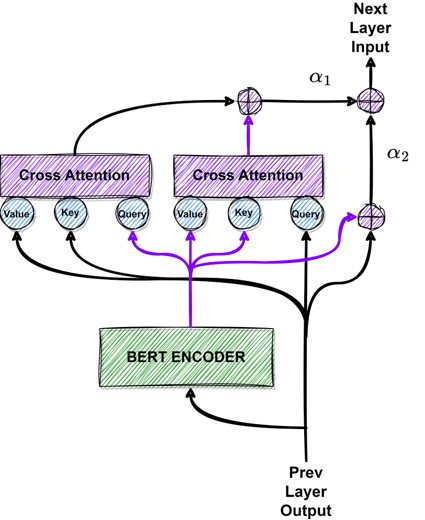 Next
Layer
Input
α₁
α₂
Cross Attention
Cross Attention
Value
Key
Query
Value
Key
Query
BERT ENCODER
Prev
Layer
Output